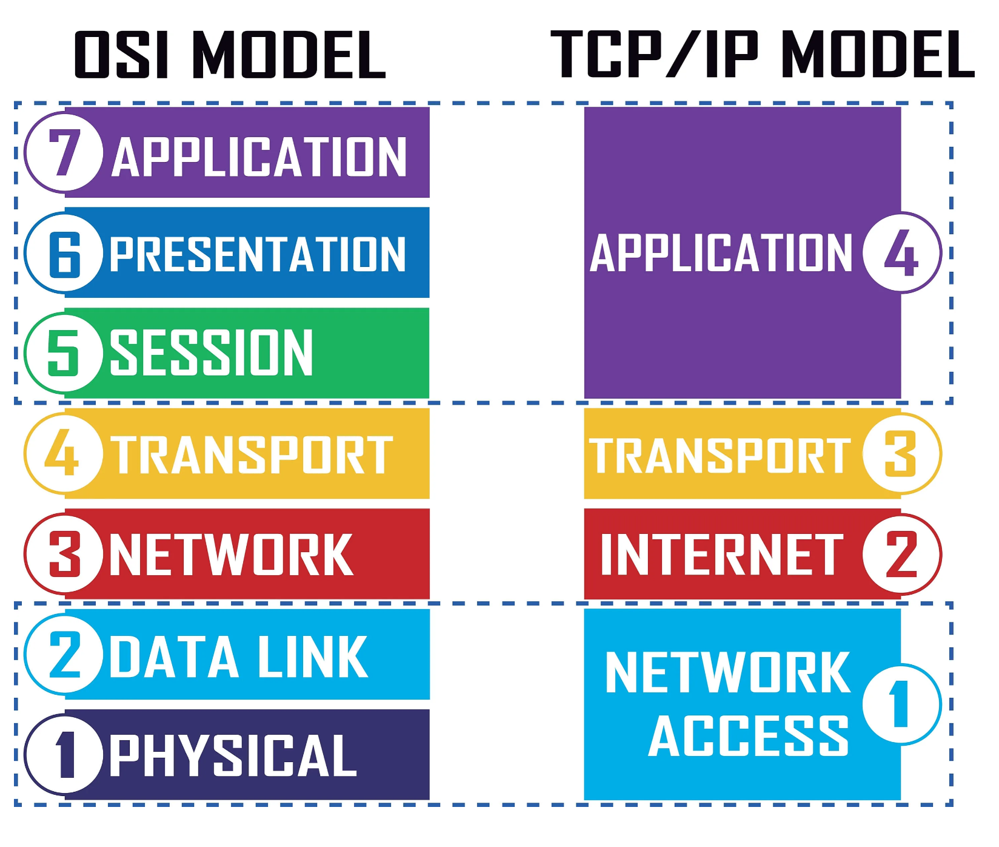 OSI MODEL
TCP/IP MODEL
7 APPLICATION
6 PRESENTATION
5 SESSION
4 TRANSPORT
3 NETWORK
2 DATA LINK
1 PHYSICAL
APPLICATION 4
TRANSPORT 3
INTERNET 2
NETWORK
ACCESS
1